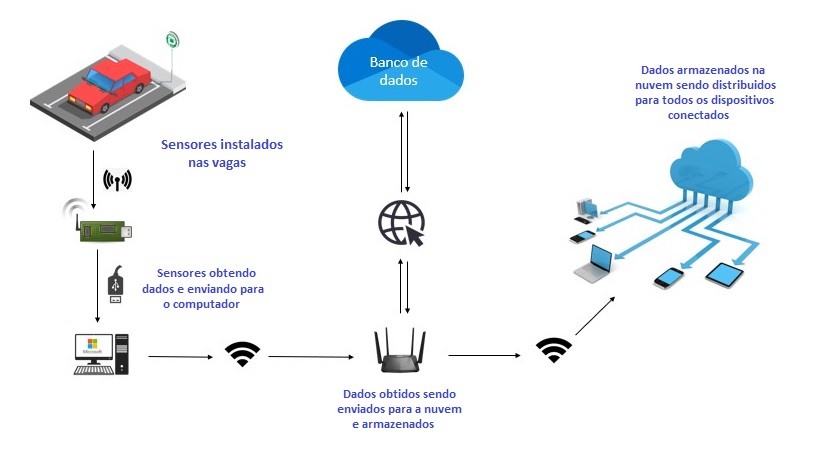 Banco de
dados
Dados armazenados na
nuvem sendo distribuidos
para todos os dispositivos
conectados
Sensores instalados
nas vagas
Sensores obtendo
dados e enviando para
o computador
Microsoft
Dados obtidos sendo
enviados para a nuvem
e armazenados